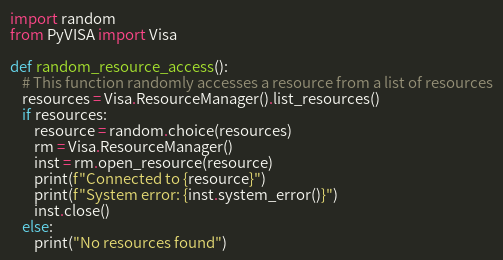 import random
from PyVISA import Visa
def random_resource_access():
# This function randomly accesses a resource from a list of resources
resources = Visa.ResourceManager().list_resources()
if resources:
resource = random.choice(resources)
rm = Visa.ResourceManager()
inst = rm.open_resource(resource)
print(f"Connected to {resource}")
print(f"System error: {inst.system_error()}")
inst.close()
else:
print("No resources found")